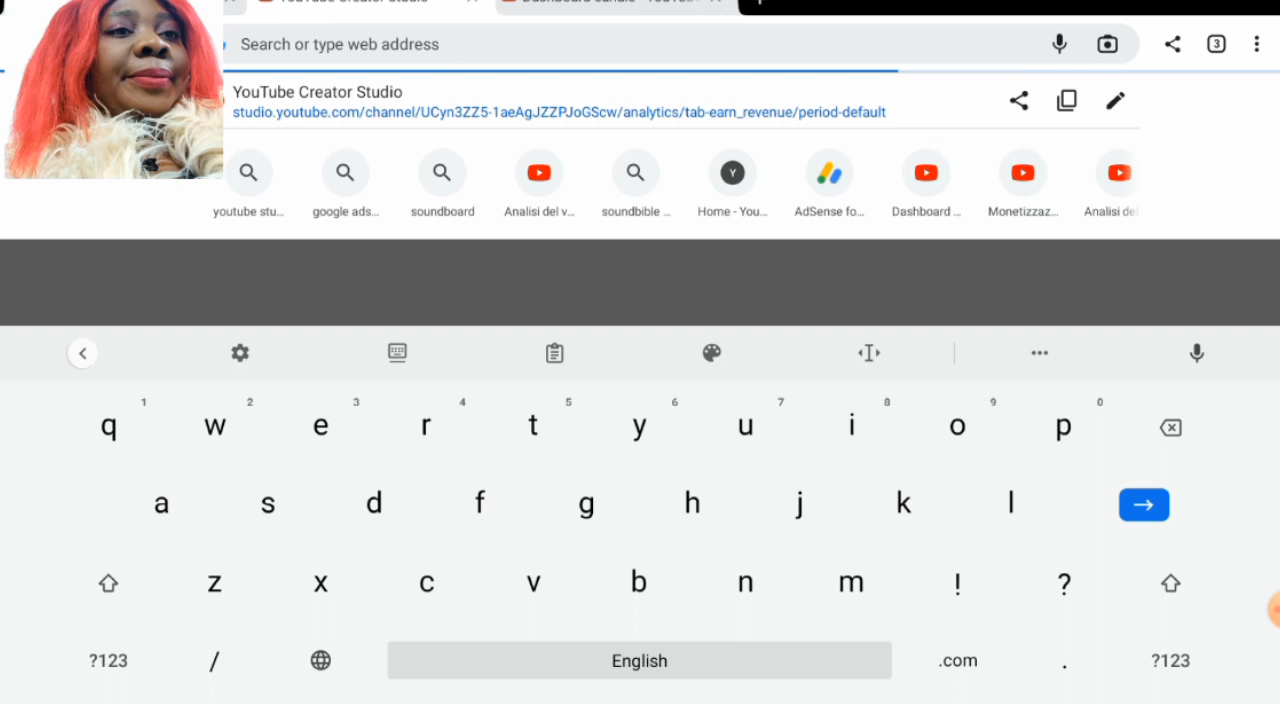 YouTube Creator Studio
Dashboard canale - YouTube
Search or type web address
3
YouTube Creator Studio
studio.youtube.com/channel/UCyn3ZZ5-1aeAgJZZPJoGScw/analytics/tab-earn_revenue/period-default
Y
youtube stu... google ads... soundboard Analisi del v... soundbible ... Home - You... AdSense fo... Dashboard ... Monetizzaz... Analisi del
1 2 3 4 5 6 7 8 9 0
q w e r t y u i o p
a s d f g h j k l
z x c v b n m ! ?
?123 / English .com . ?123